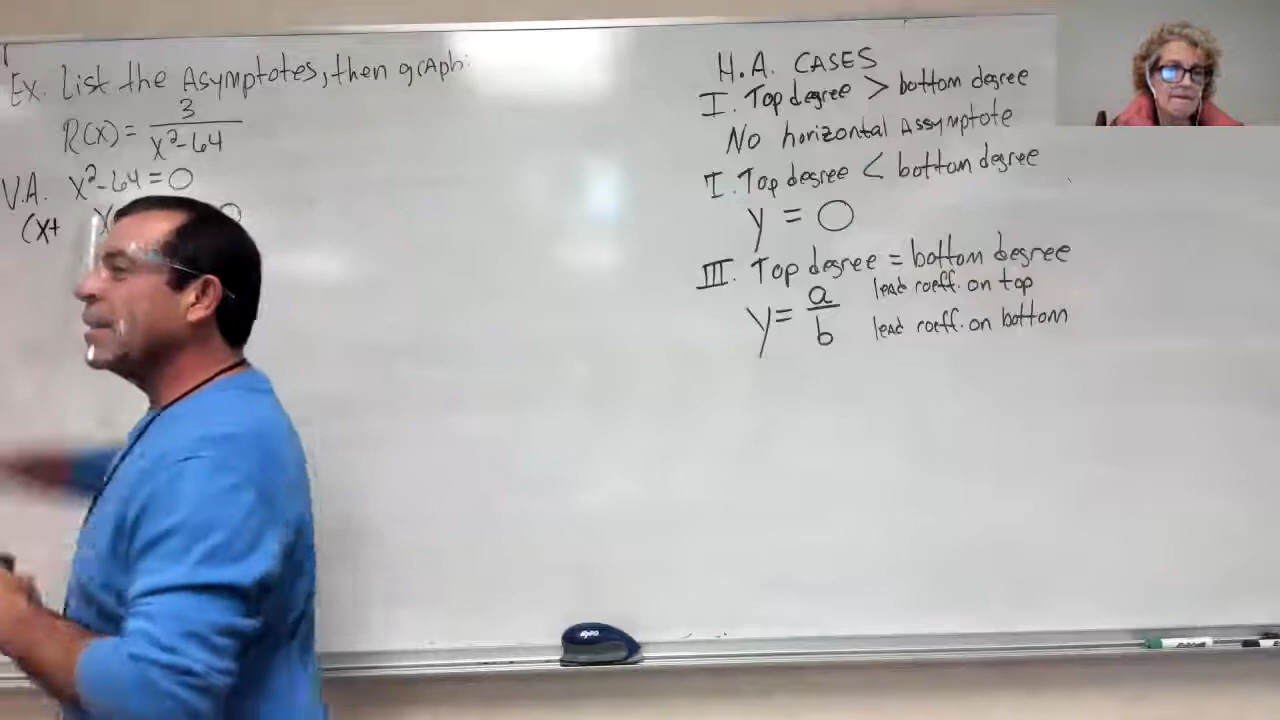 Ex. List the Asymptotes, then graph:
R(x) = 3 / x²-64
V.A. x²-64=0
(x+
H.A. CASES
I. Top degree > bottom degree
No horizontal Assymptote
I. Top degree < bottom degree
y = 0
III. Top degree = bottom degree
y = a/b
lead coeff. on top
lead coeff. on bottom
expo